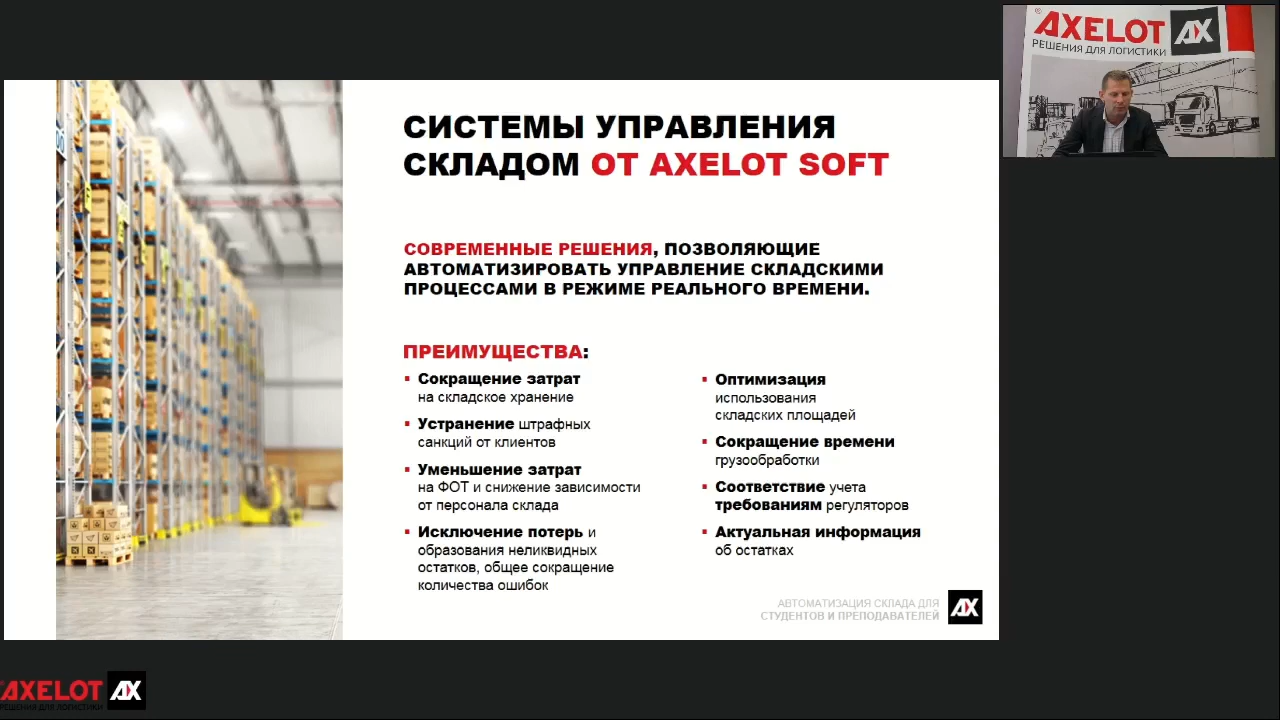 AXELOT
РЕШЕНИЯ ДЛЯ ЛОГИСТИКИ
СИСТЕМЫ УПРАВЛЕНИЯ
СКЛАДОМ ОТ AXELOT SOFT
СОВРЕМЕННЫЕ РЕШЕНИЯ, ПОЗВОЛЯЮЩИЕ
АВТОМАТИЗИРОВАТЬ УПРАВЛЕНИЕ СКЛАДСКИМИ
ПРОЦЕССАМИ В РЕЖИМЕ РЕАЛЬНОГО ВРЕМЕНИ.
ПРЕИМУЩЕСТВА:
▪ Сокращение затрат
на складское хранение
▪ Устранение штрафных
санкций от клиентов
▪ Уменьшение затрат
на ФОТ и снижение зависимости
от персонала склада
▪ Исключение потерь и
образования неликвидных
остатков, общее сокращение
количества ошибок
▪ Оптимизация
использования
складских площадей
▪ Сокращение времени
грузообработки
▪ Соответствие учета
требованиям регуляторов
▪ Актуальная информация
об остатках
АВТОМАТИЗАЦИЯ СКЛАДА ДЛЯ
СТУДЕНТОВ И ПРЕПОДАВАТЕЛЕЙ
AXELOT
РЕШЕНИЯ ДЛЯ ЛОГИСТИКИ